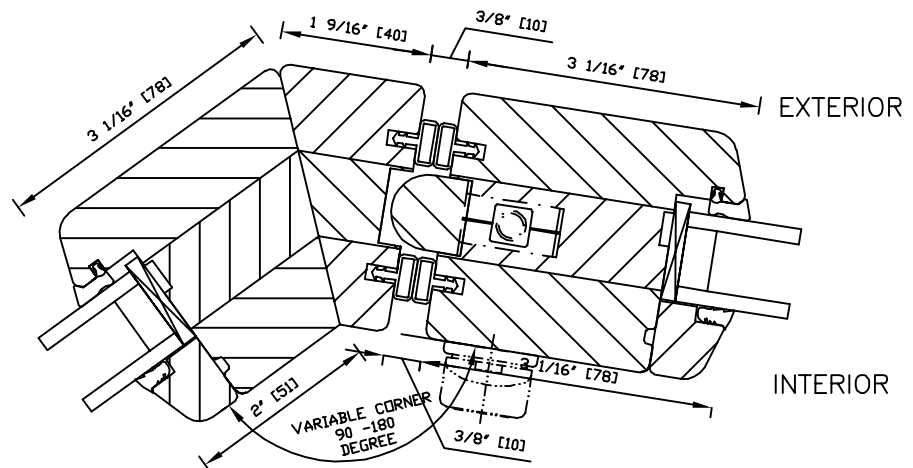 1 9/16" [40]
3/8" [10]
3 1/16" [78]
3 1/16" [78]
EXTERIOR
INTERIOR
3 1/16" [78]
2" [51]
VARIABLE CORNER
90 -180
DEGREE
3/8" [10]